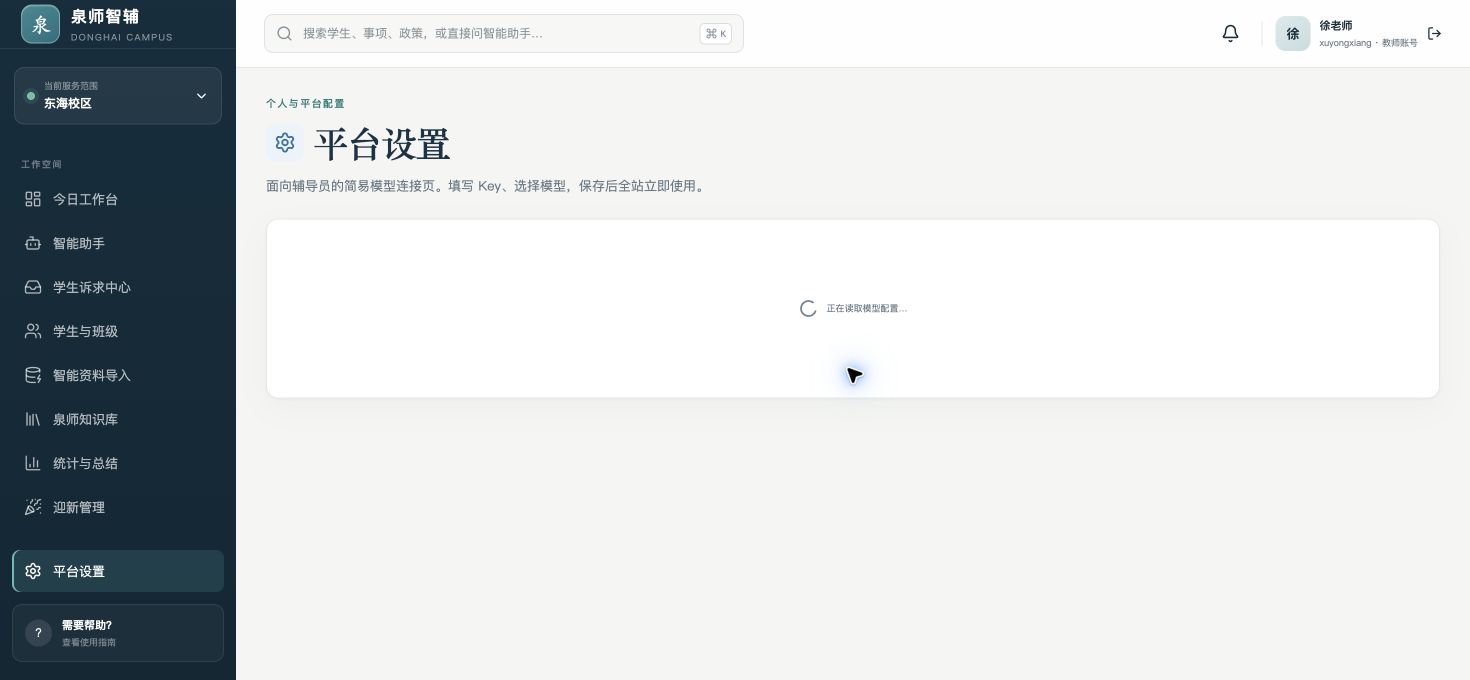 泉
泉师智辅
DONGHAI CAMPUS
当前服务范围
东海校区
工作空间
今日工作台
智能助手
学生诉求中心
学生与班级
智能资料导入
泉师知识库
统计与总结
迎新管理
平台设置
?
需要帮助?
查看使用指南
搜索学生、事项、政策，或直接问智能助手...
⌘ K
徐
徐老师
xuyongxiang · 教师账号
个人与平台配置
平台设置
面向辅导员的简易模型连接页。填写 Key、选择模型，保存后全站立即使用。
正在读取模型配置...